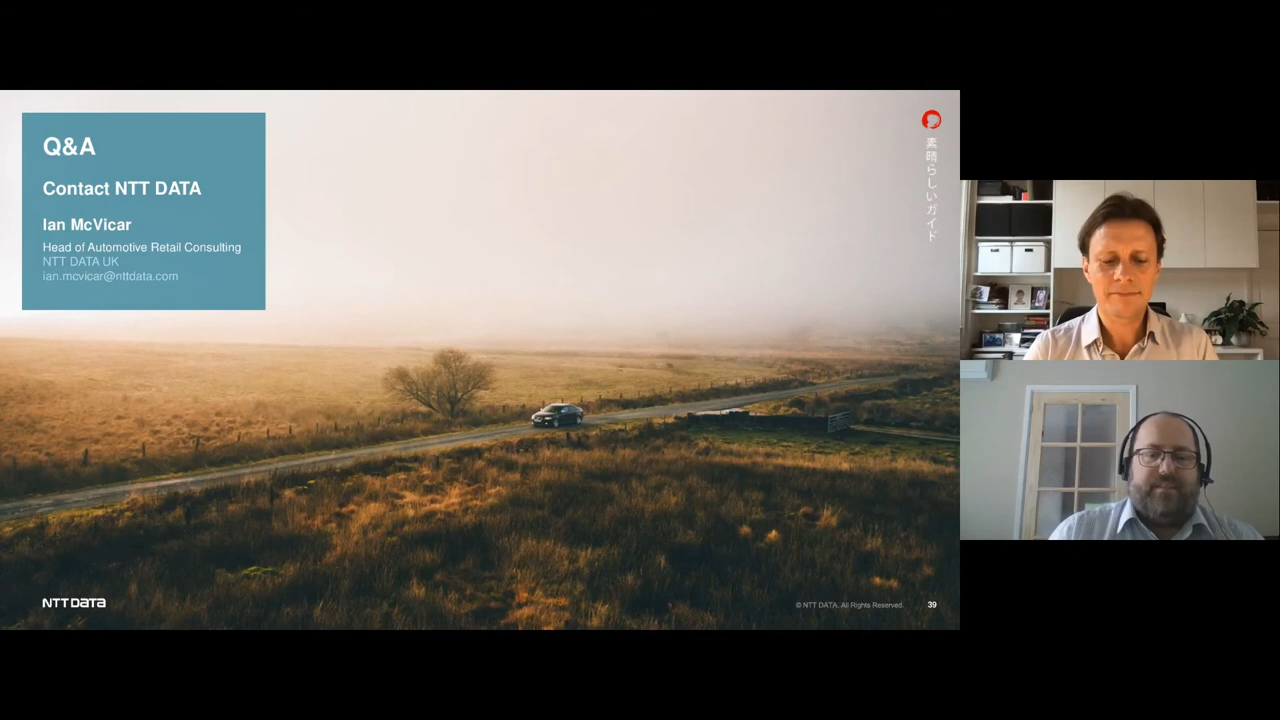 Q&A
Contact NTT DATA
Ian McVicar
Head of Automotive Retail Consulting
NTT DATA UK
ian.mcvicar@nttdata.com
素晴らしいガイド
NTT DATA
© NTT DATA. All Rights Reserved.
39